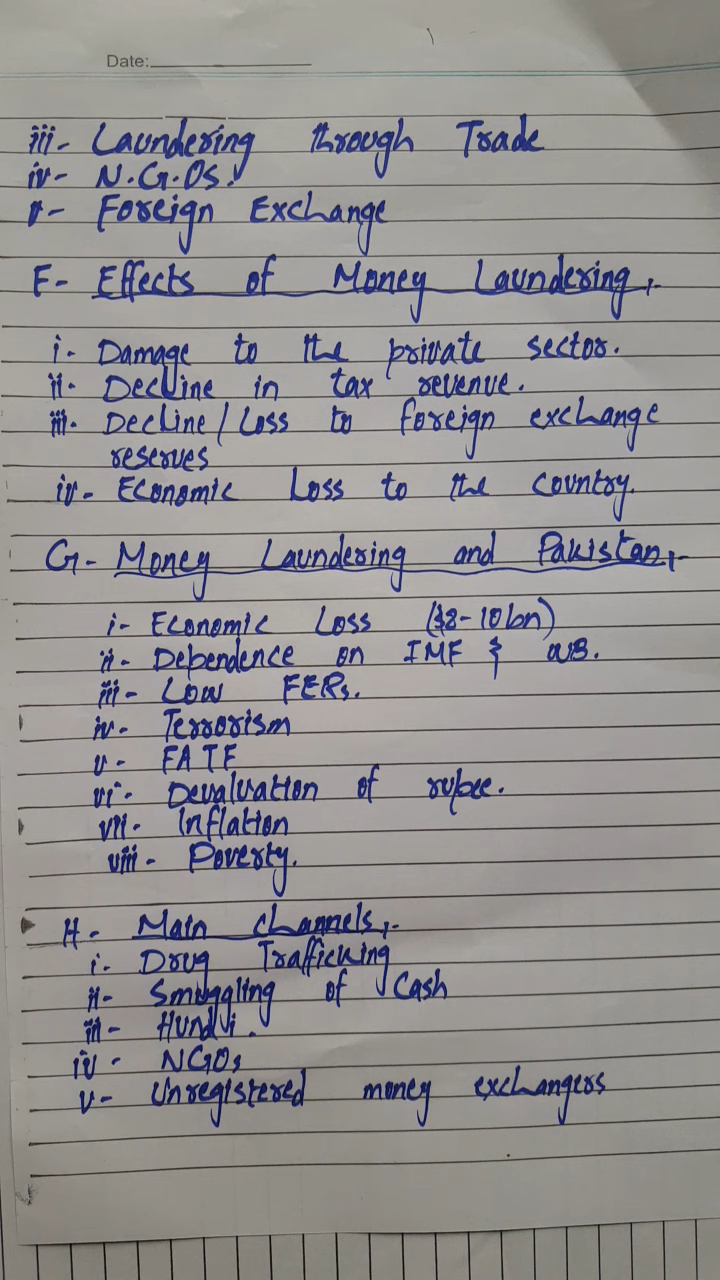 Date:
iii- Laundering through Trade
iv- N.G.Os.
v- Foreign Exchange
F- Effects of Money Laundering,-
i- Damage to the private sector.
ii- Decline in tax revenue.
iii- Decline/Loss to foreign exchange
reserves
iv- Economic Loss to the country.
G- Money Laundering and Pakistan,-
i- Economic Loss ($8-10bn)
ii- Dependence on IMF & WB.
iii- Low FERs.
iv- Terrorism
v- FATF
vi- Devaluation of rupee.
vii- Inflation
viii- Poverty.
H- Main channels,-
i- Drug Trafficking
ii- Smuggling of Cash
iii- Hundi.
iv- NGOs
v- Unregistered money exchangers